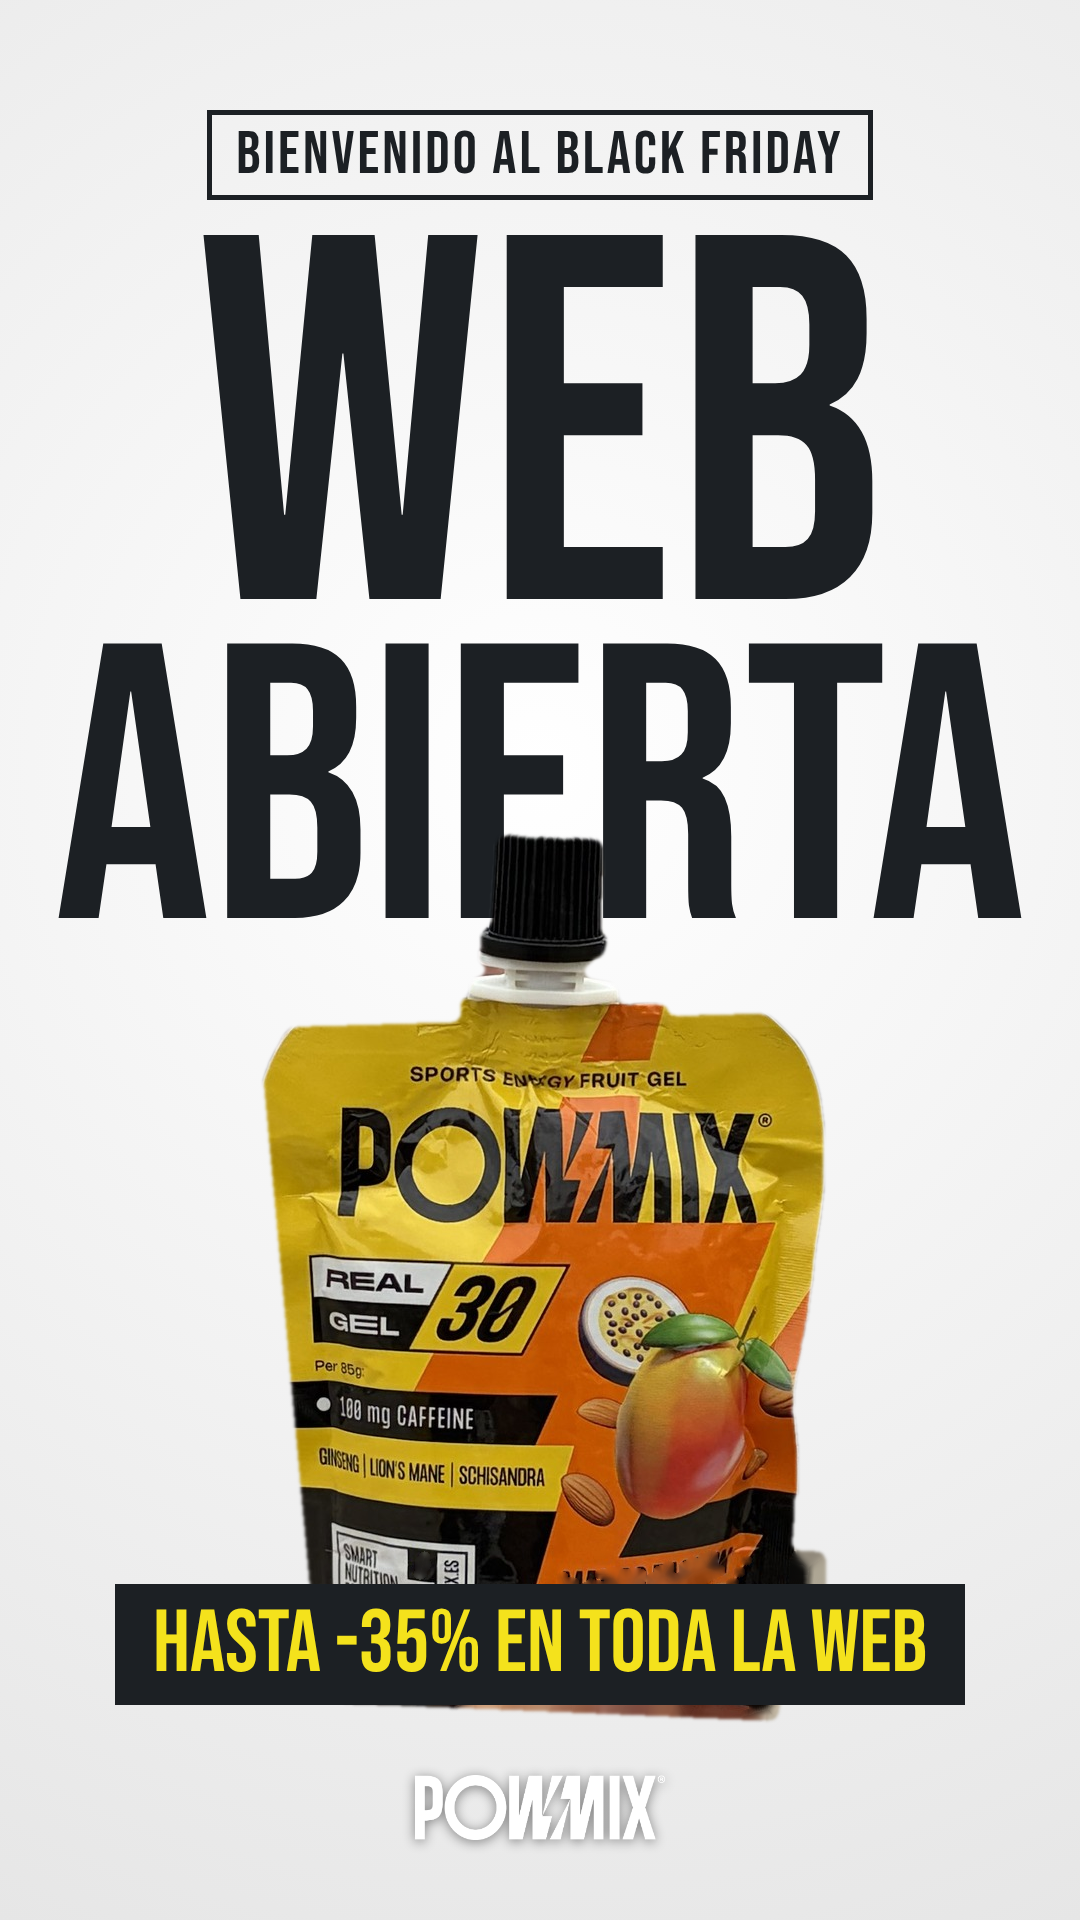 BIENVENIDO AL BLACK FRIDAY
WEB
ABIERTA
SPORTS ENERGY FRUIT GEL
POWMIX®
REAL
GEL
30
Per 85g:
100 mg CAFFEINE
GINSENG | LION'S MANE | SCHISANDRA
SMART
NUTRITION
X.ES
HASTA -35% EN TODA LA WEB
POWMIX®